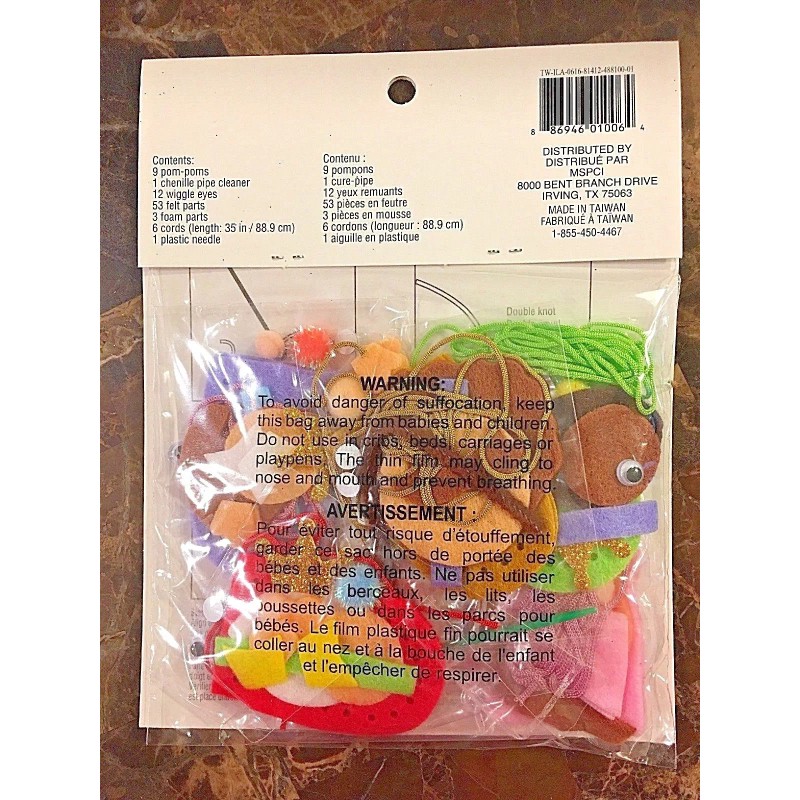 TW-ILA-0616-81412-488100-01
8 86946 01006 4
DISTRIBUTED BY
DISTRIBUÉ PAR
MSPCI
8000 BENT BRANCH DRIVE
IRVING, TX 75063
MADE IN TAIWAN
FABRIQUÉ À TAÏWAN
1-855-450-4467
Contents:
9 pom-poms
1 chenille pipe cleaner
12 wiggle eyes
53 felt parts
3 foam parts
6 cords (length: 35 in / 88.9 cm)
1 plastic needle
Contenu :
9 pompons
1 cure-pipe
12 yeux remuants
53 pièces en feutre
3 pièces en mousse
6 cordons (longueur : 88.9 cm)
1 aiguille en plastique
Double knot
WARNING:
To avoid danger of suffocation, keep
this bag away from babies and children.
Do not use in cribs, beds, carriages or
playpens. The thin film may cling to
nose and mouth and prevent breathing.
AVERTISSEMENT :
Pour éviter tout risque d'étouffement,
garder ce sac hors de portée des
bébés et des enfants. Ne pas utiliser
dans les berceaux, les lits, les
poussettes ou dans les parcs pour
bébés. Le film plastique fin pourrait se
coller au nez et à la bouche de l'enfant
et l'empêcher de respirer.